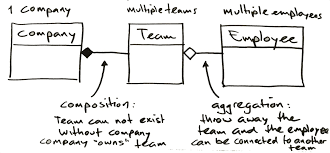 1 Company
multiple teams
multiple employees
Company
Team
Employee
composition:
Team can not exist
without company
company "owns" team
aggregation:
throw away the
team and the employee
can be connected to another
team